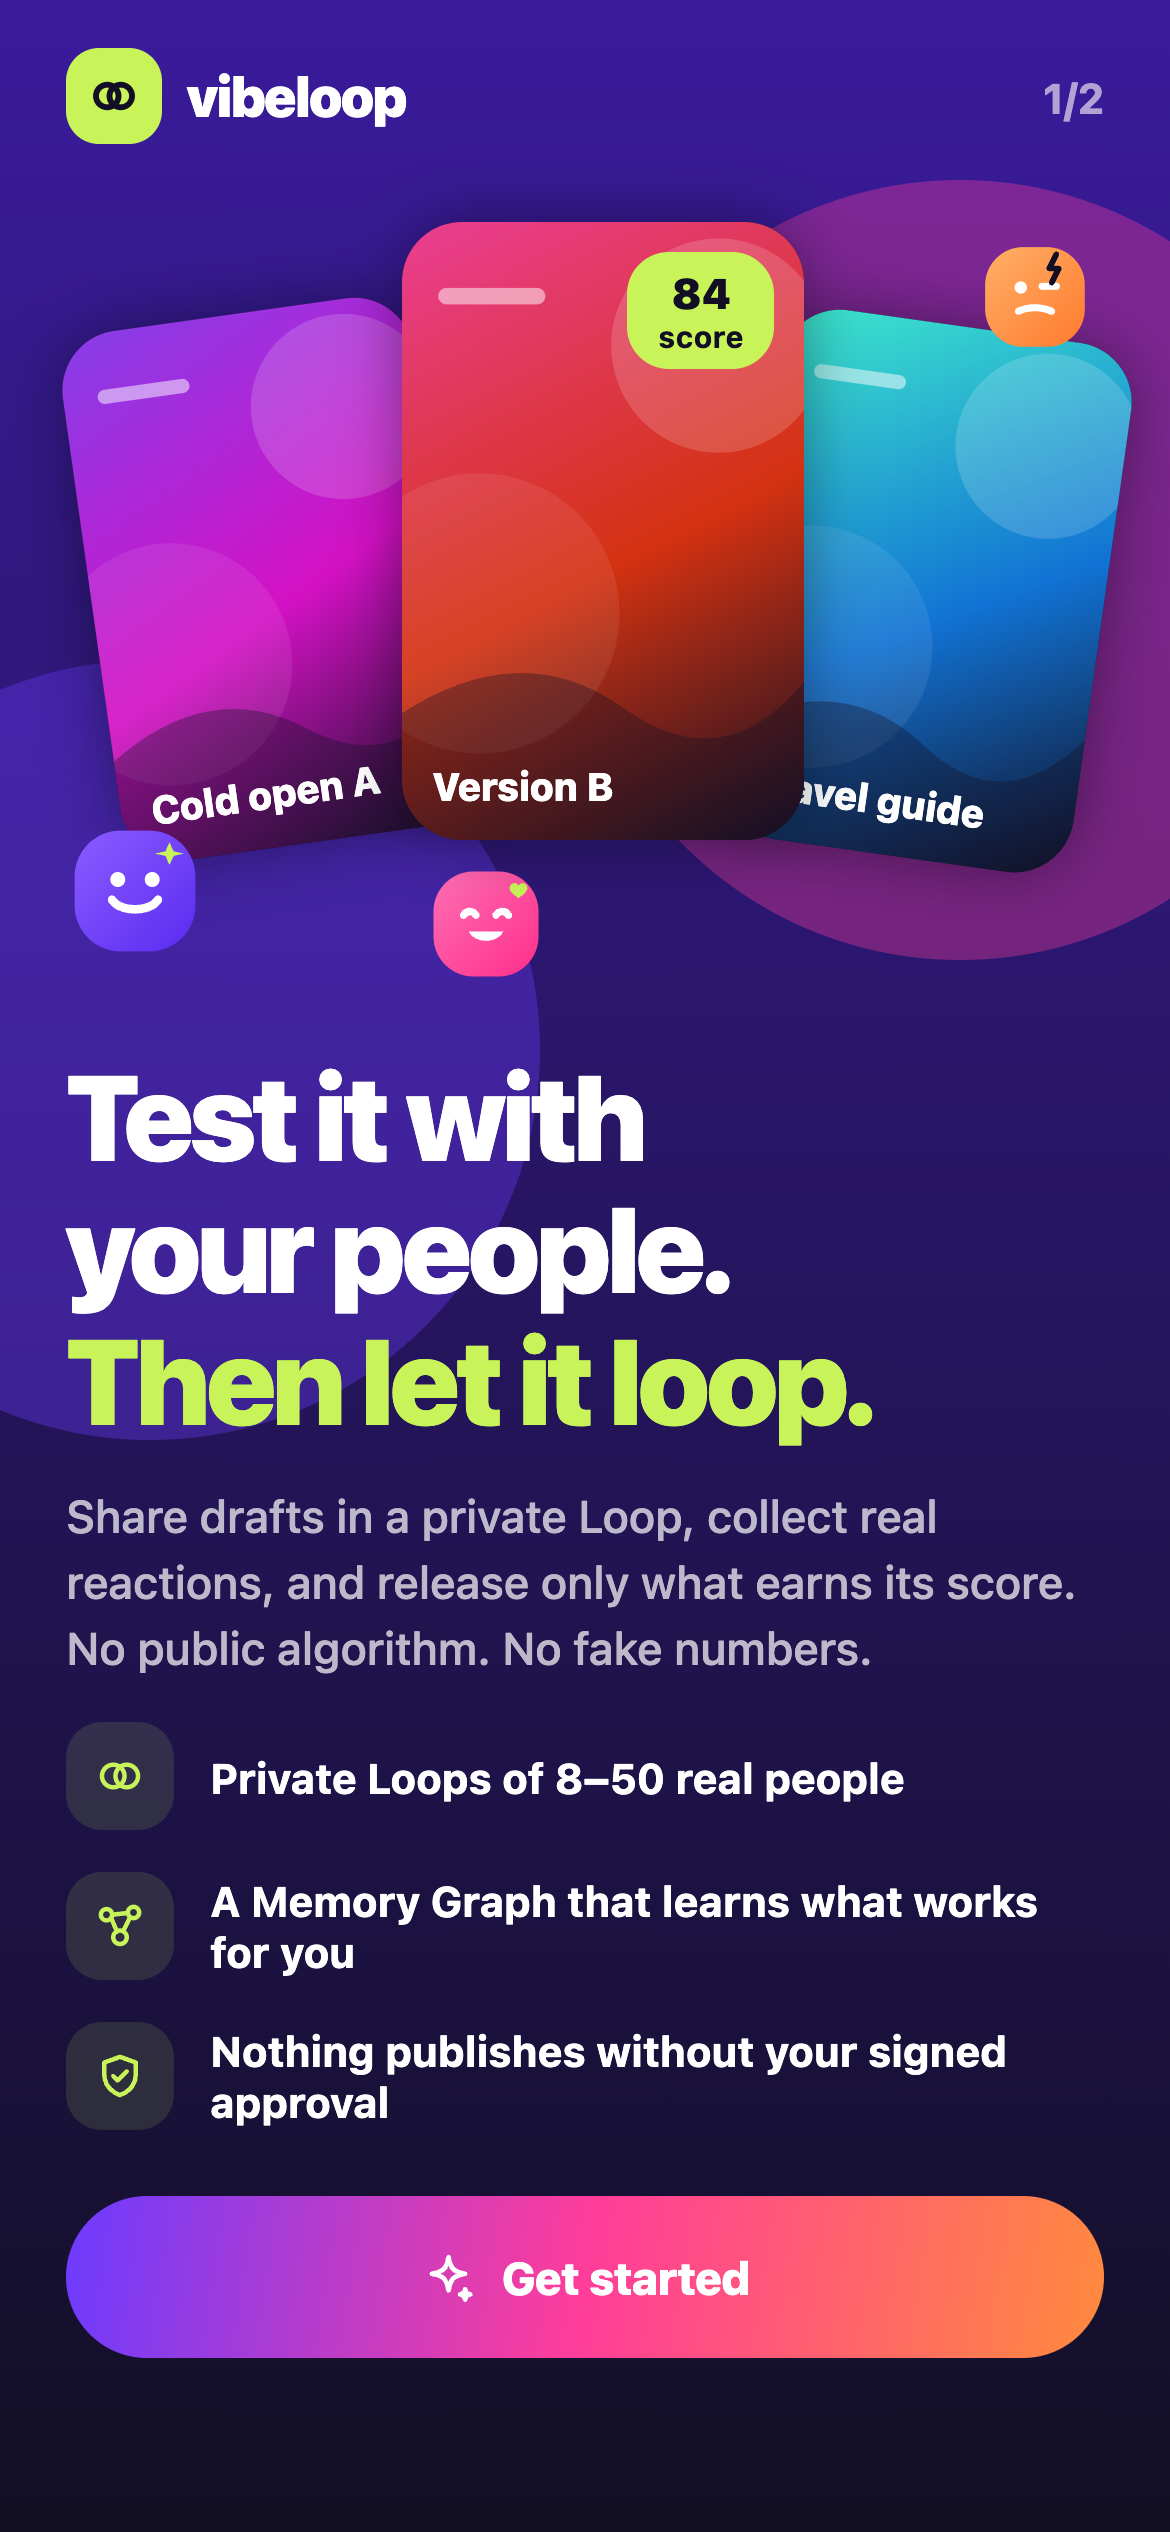 vibeloop
1/2
84
score
Cold open A
Version B
avel guide
Test it with
your people.
Then let it loop.
Share drafts in a private Loop, collect real
reactions, and release only what earns its score.
No public algorithm. No fake numbers.
Private Loops of 8–50 real people
A Memory Graph that learns what works
for you
Nothing publishes without your signed
approval
Get started